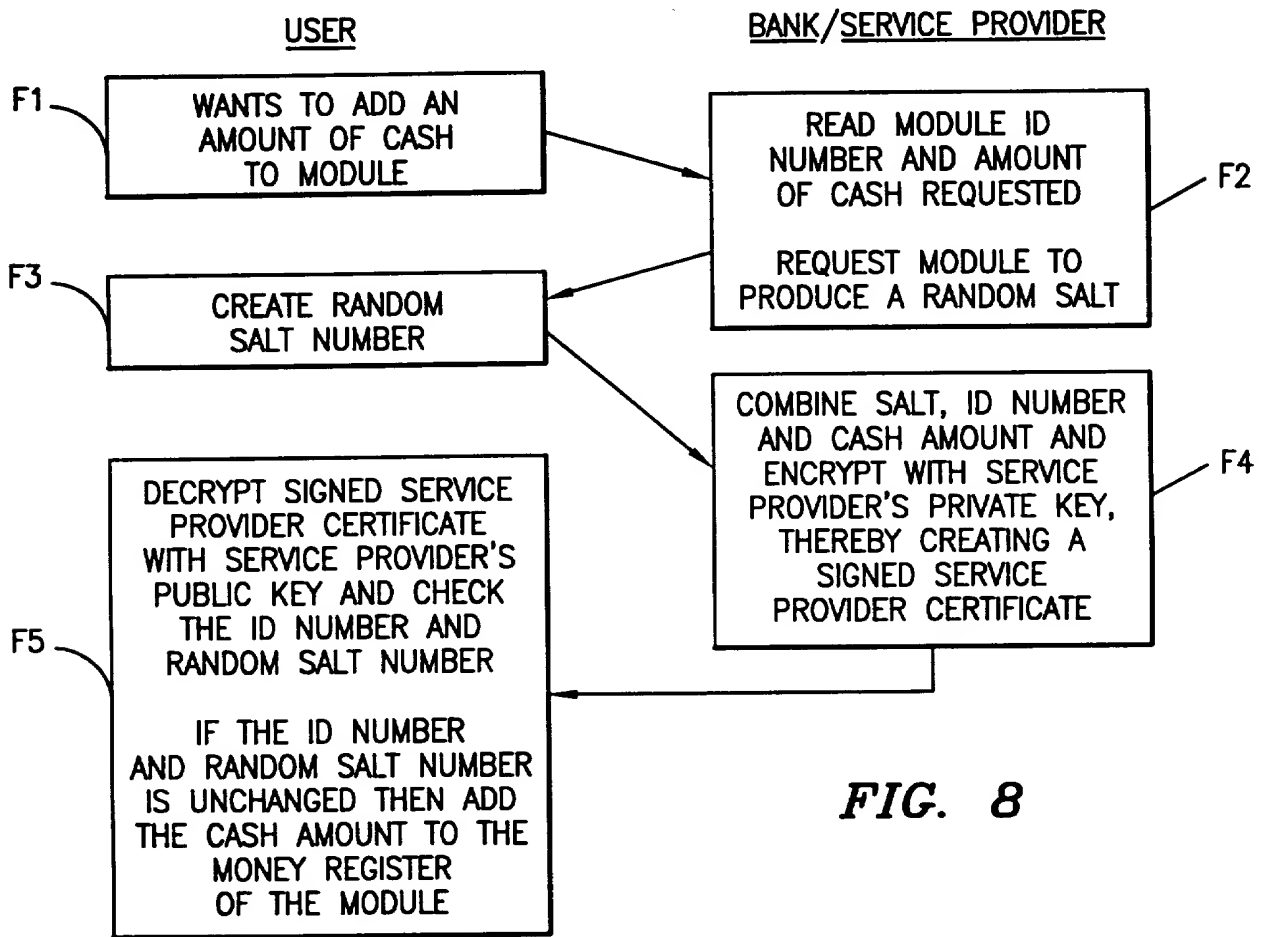 USER
BANK/SERVICE PROVIDER
F1
WANTS TO ADD AN
AMOUNT OF CASH
TO MODULE
READ MODULE ID
NUMBER AND AMOUNT
OF CASH REQUESTED
REQUEST MODULE TO
PRODUCE A RANDOM SALT
F2
F3
CREATE RANDOM
SALT NUMBER
COMBINE SALT, ID NUMBER
AND CASH AMOUNT AND
ENCRYPT WITH SERVICE
PROVIDER'S PRIVATE KEY,
THEREBY CREATING A
SIGNED SERVICE
PROVIDER CERTIFICATE
F4
F5
DECRYPT SIGNED SERVICE
PROVIDER CERTIFICATE
WITH SERVICE PROVIDER'S
PUBLIC KEY AND CHECK
THE ID NUMBER AND
RANDOM SALT NUMBER
IF THE ID NUMBER
AND RANDOM SALT NUMBER
IS UNCHANGED THEN ADD
THE CASH AMOUNT TO THE
MONEY REGISTER
OF THE MODULE
FIG. 8